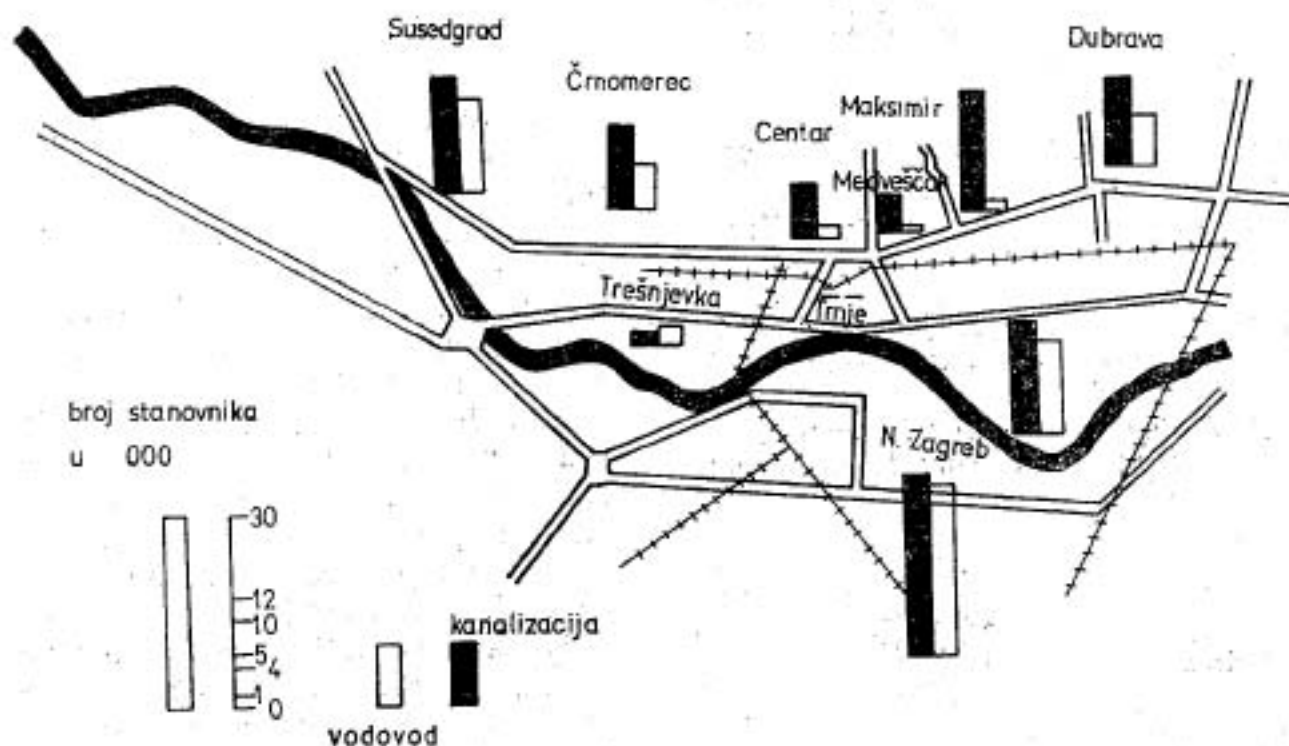 Susedgrad
Dubrava
Črnomerec
Maksimir
Centar
Medveščak
Trešnjevka
Trnje
N. Zagreb
broj stanovnika
u 000
30
12
10
5
4
1
0
kanalizacija
vodovod